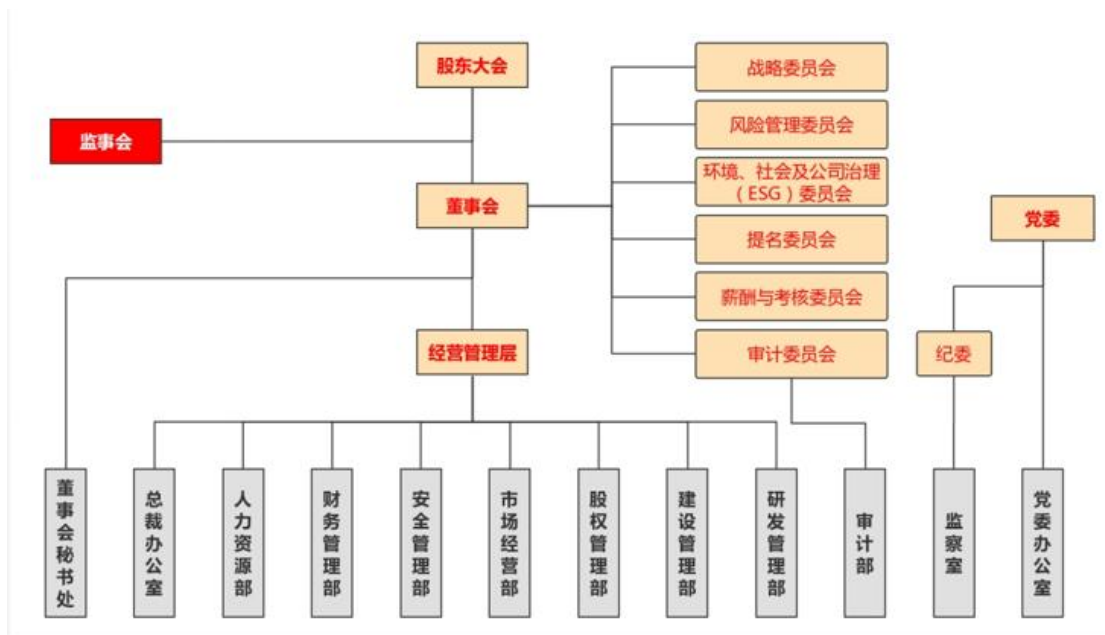 股东大会
战略委员会
监事会
风险管理委员会
环境、社会及公司治理
（ESG）委员会
董事会
党委
提名委员会
薪酬与考核委员会
经营管理层
审计委员会
纪委
董事会秘书处
总裁办公室
人力资源部
财务管理部
安全管理部
市场经营部
股权管理部
建设管理部
研发管理部
审计部
监察室
党委办公室